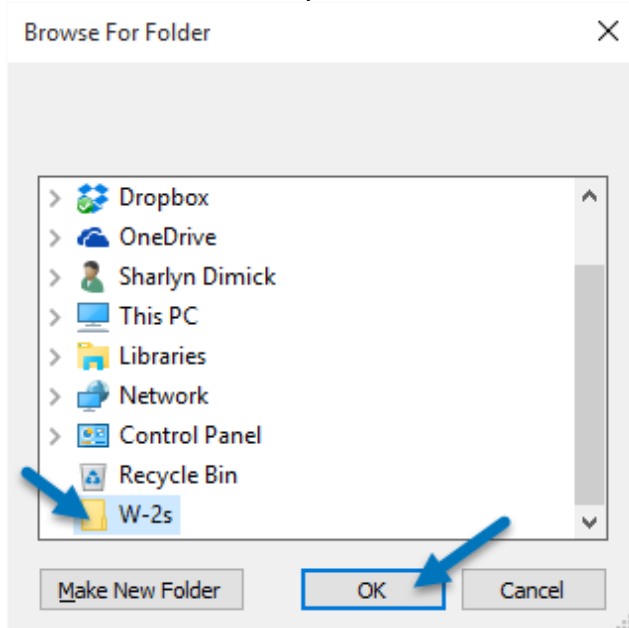 Browse For Folder
Dropbox
OneDrive
Sharlyn Dimick
This PC
Libraries
Network
Control Panel
Recycle Bin
W-2s
Make New Folder OK Cancel